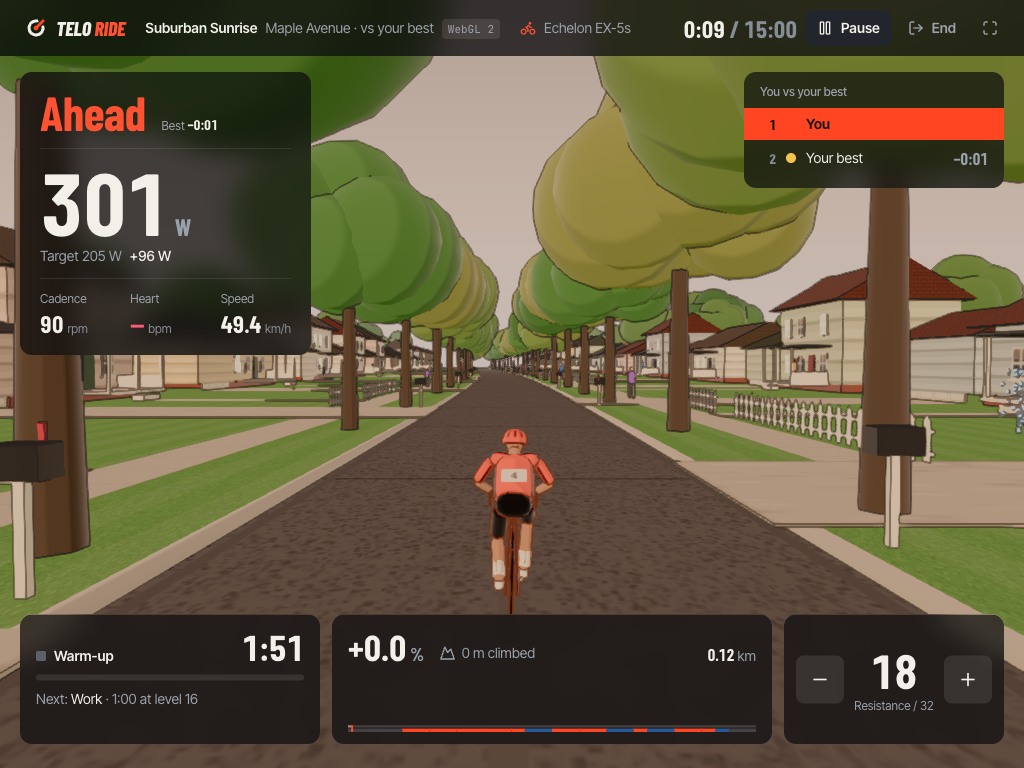 TELO RIDE Suburban Sunrise Maple Avenue · vs your best WebGL 2 Echelon EX-5s 0:09 / 15:00 Pause End
Ahead Best −0:01
301 W
Target 205 W +96 W
Cadence Heart Speed
90 rpm – bpm 49.4 km/h
You vs your best
1 You
2 Your best −0:01
4
Warm-up 1:51
Next: Work · 1:00 at level 16
+0.0 % 0 m climbed 0.12 km
− 18 +
Resistance / 32